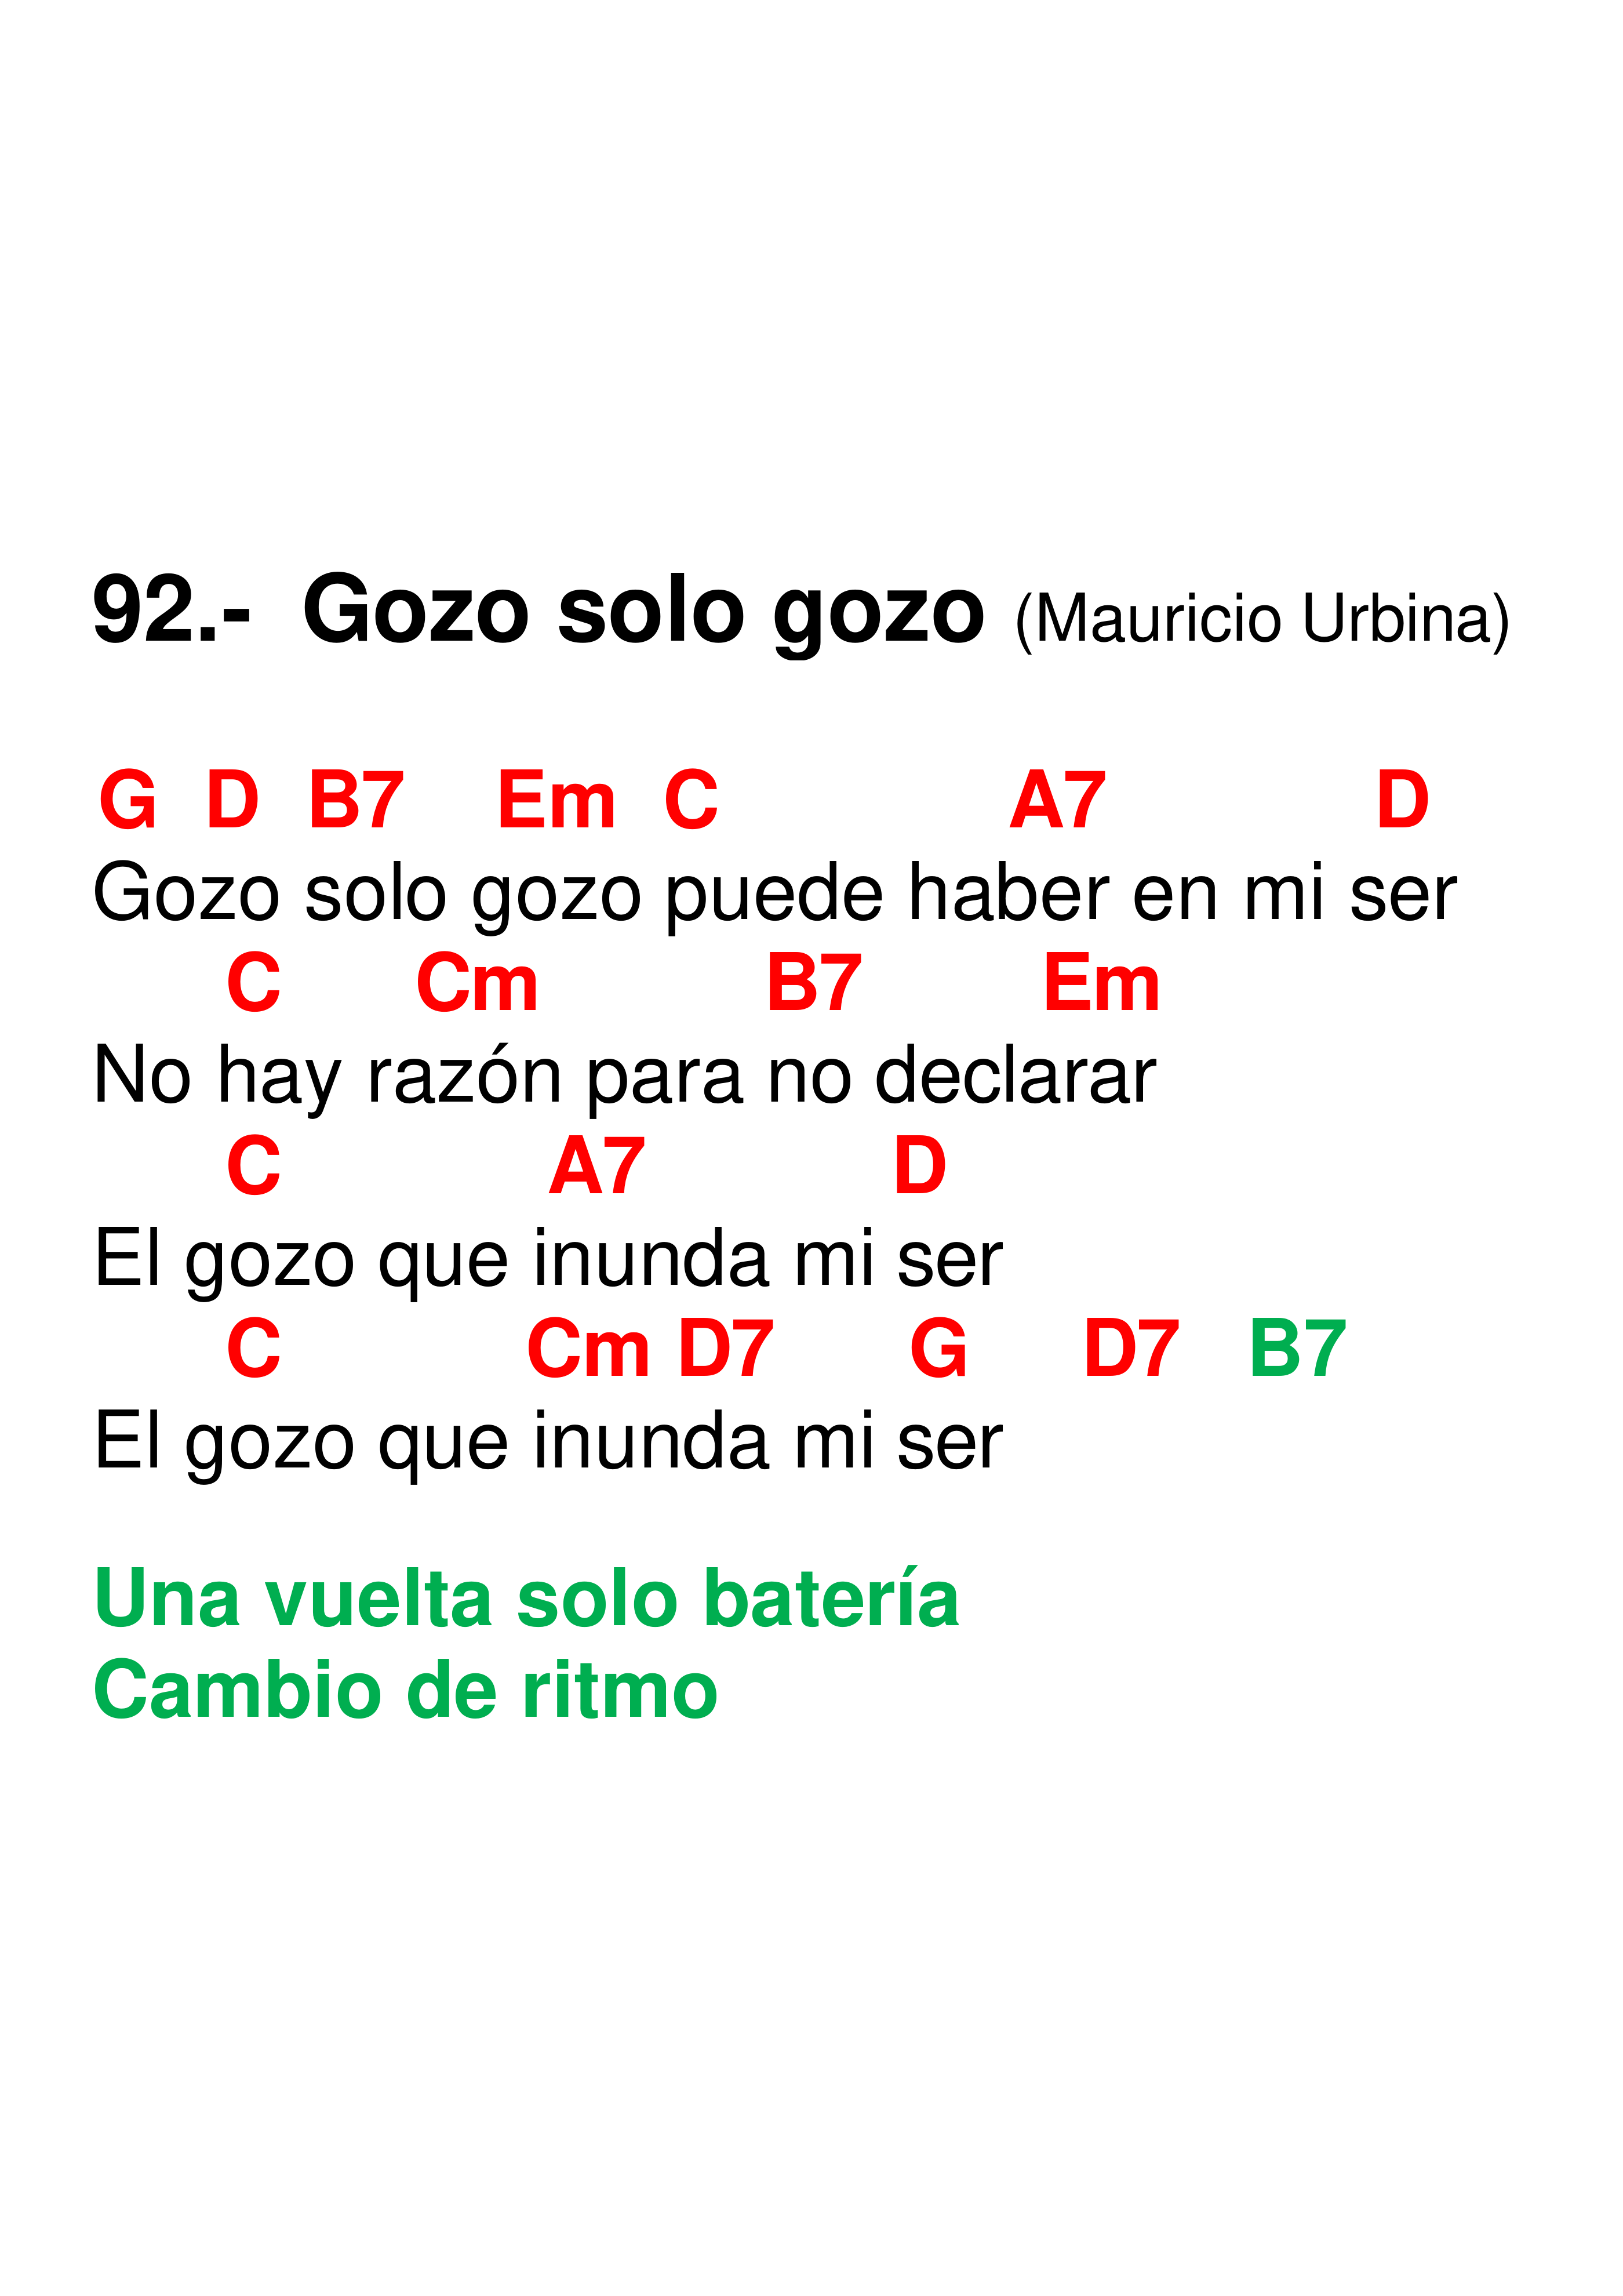 92.- Gozo solo gozo (Mauricio Urbina)
G D B7 Em C A7 D
Gozo solo gozo puede haber en mi ser
C Cm B7 Em
No hay razón para no declarar
C A7 D
El gozo que inunda mi ser
C Cm D7 G D7 B7
El gozo que inunda mi ser
Una vuelta solo batería
Cambio de ritmo